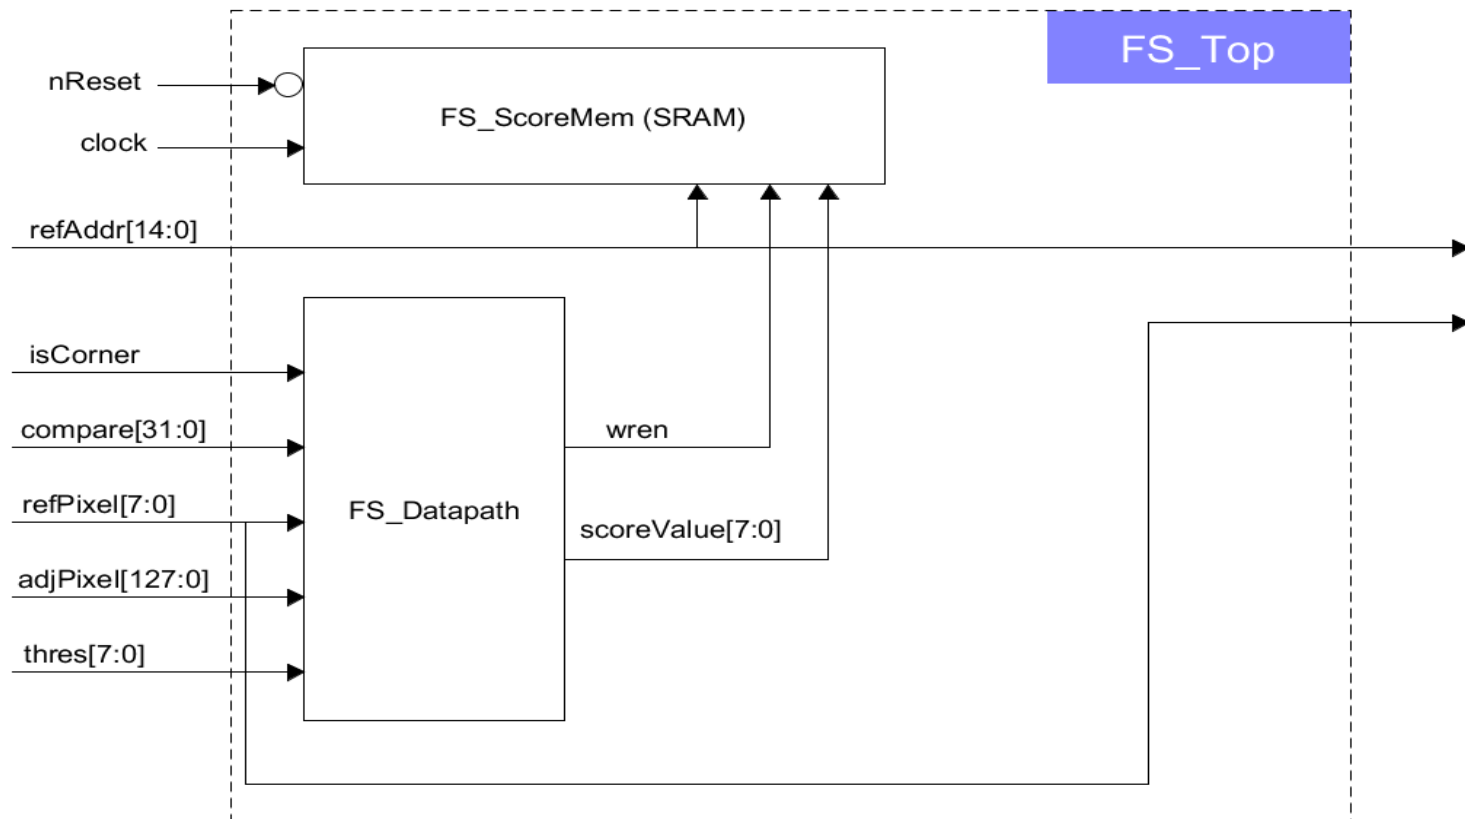 FS_Top
nReset
FS_ScoreMem (SRAM)
clock
refAddr[14:0]
isCorner
compare[31:0]
wren
refPixel[7:0]
FS_Datapath
scoreValue[7:0]
adjPixel[127:0]
thres[7:0]